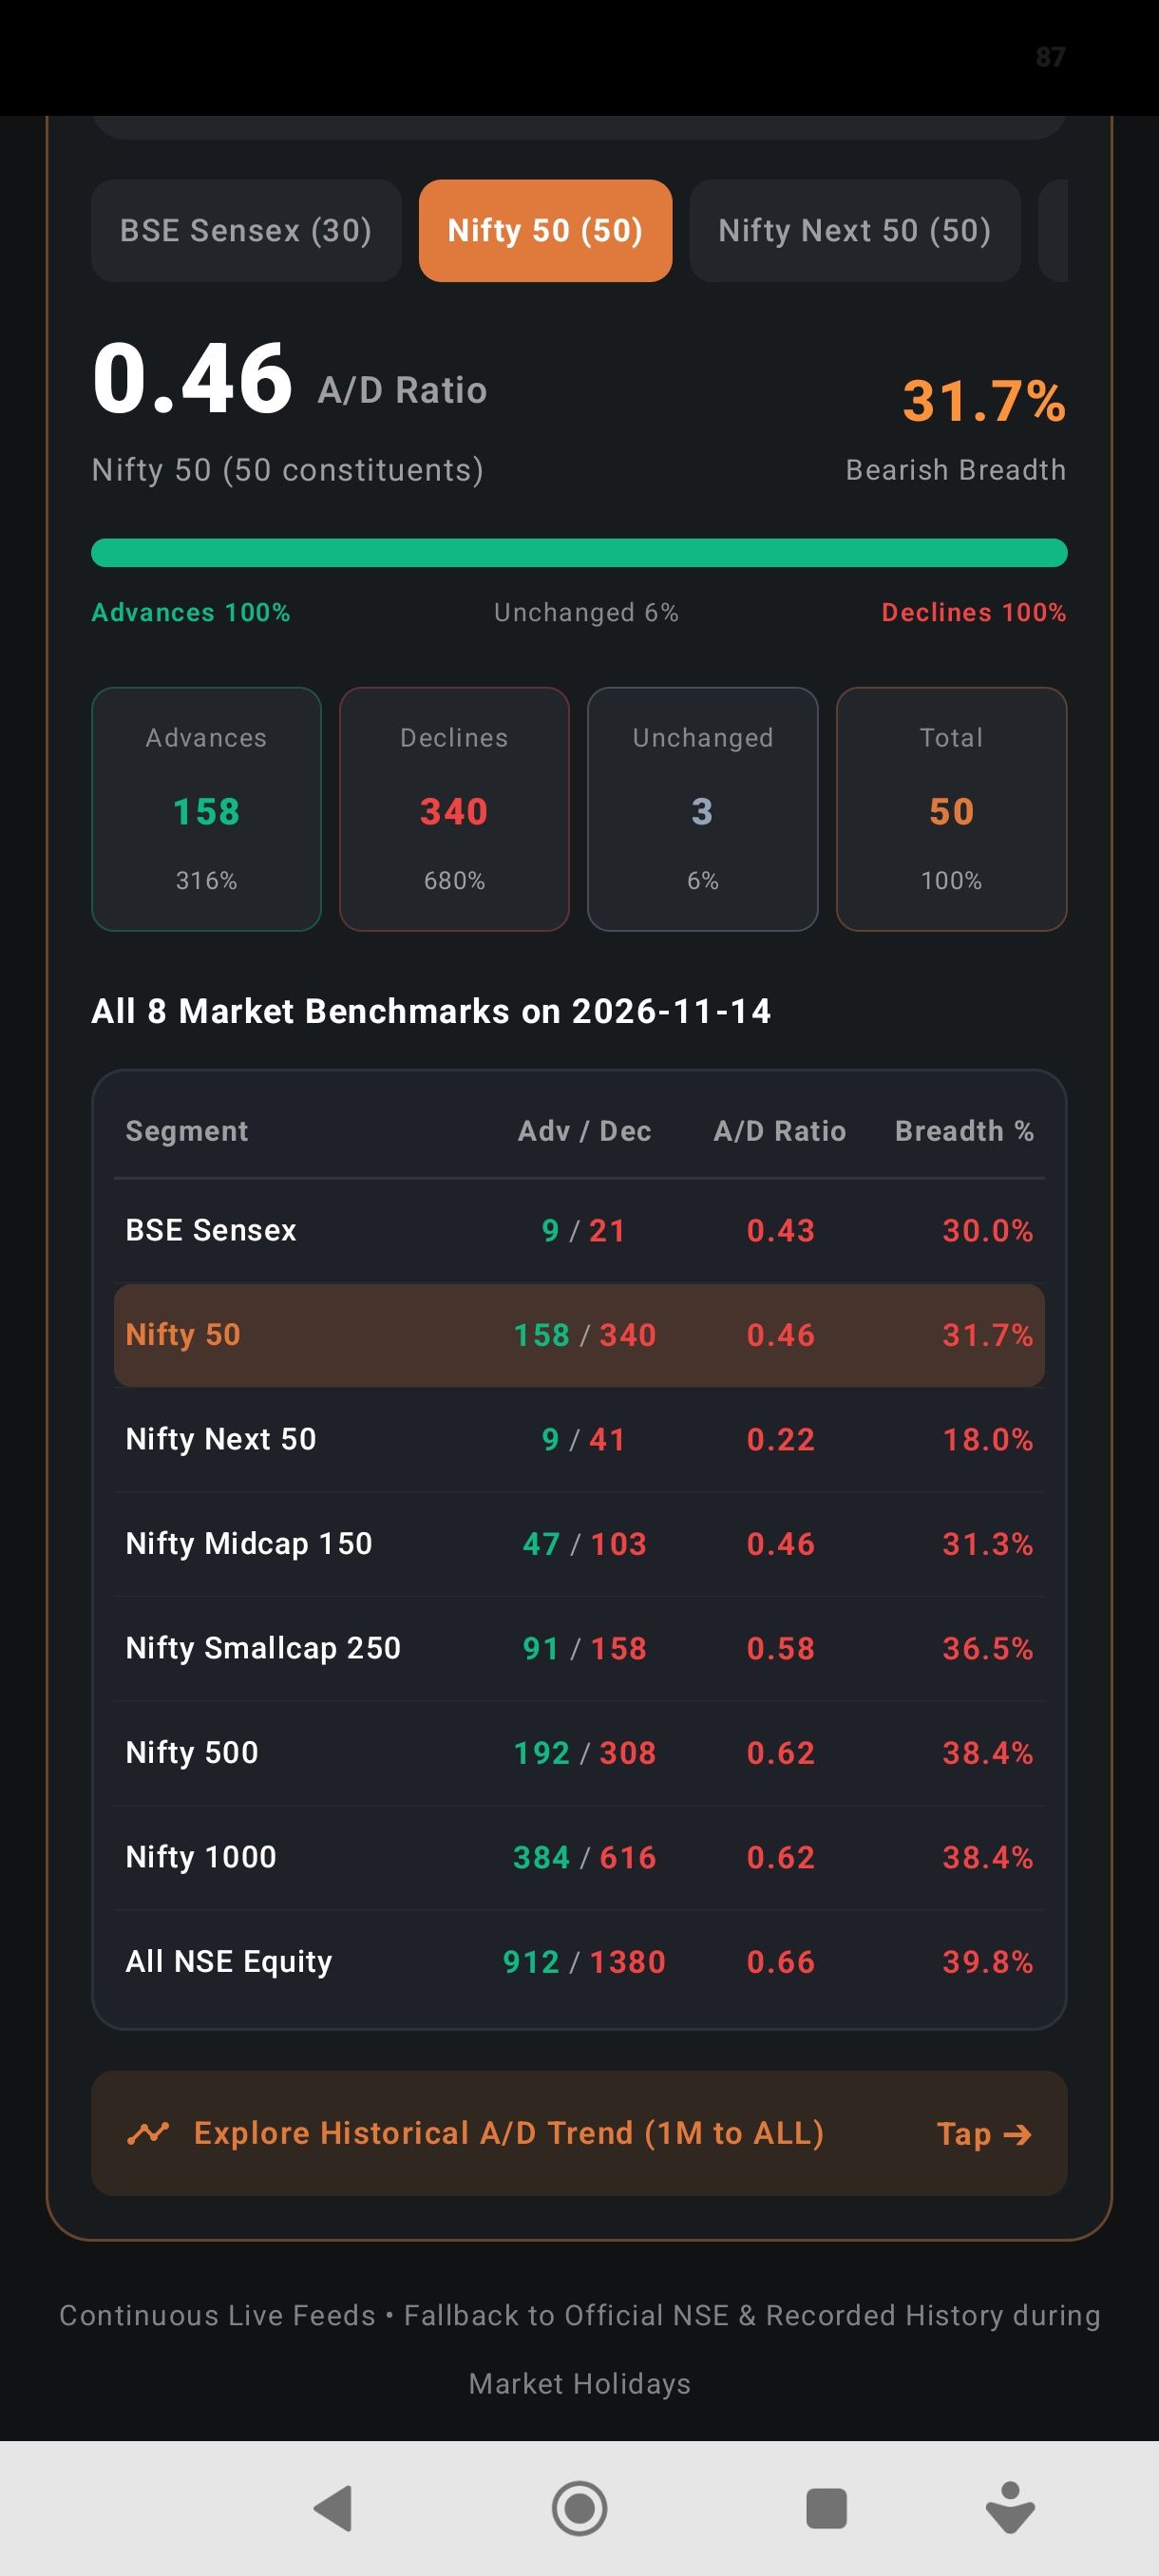 87
BSE Sensex (30) Nifty 50 (50) Nifty Next 50 (50)
0.46 A/D Ratio 31.7%
Nifty 50 (50 constituents) Bearish Breadth
Advances 100% Unchanged 6% Declines 100%
Advances Declines Unchanged Total
158 340 3 50
316% 680% 6% 100%
All 8 Market Benchmarks on 2026-11-14
Segment Adv / Dec A/D Ratio Breadth %
BSE Sensex 9 / 21 0.43 30.0%
Nifty 50 158 / 340 0.46 31.7%
Nifty Next 50 9 / 41 0.22 18.0%
Nifty Midcap 150 47 / 103 0.46 31.3%
Nifty Smallcap 250 91 / 158 0.58 36.5%
Nifty 500 192 / 308 0.62 38.4%
Nifty 1000 384 / 616 0.62 38.4%
All NSE Equity 912 / 1380 0.66 39.8%
Explore Historical A/D Trend (1M to ALL) Tap →
Continuous Live Feeds • Fallback to Official NSE & Recorded History during
Market Holidays